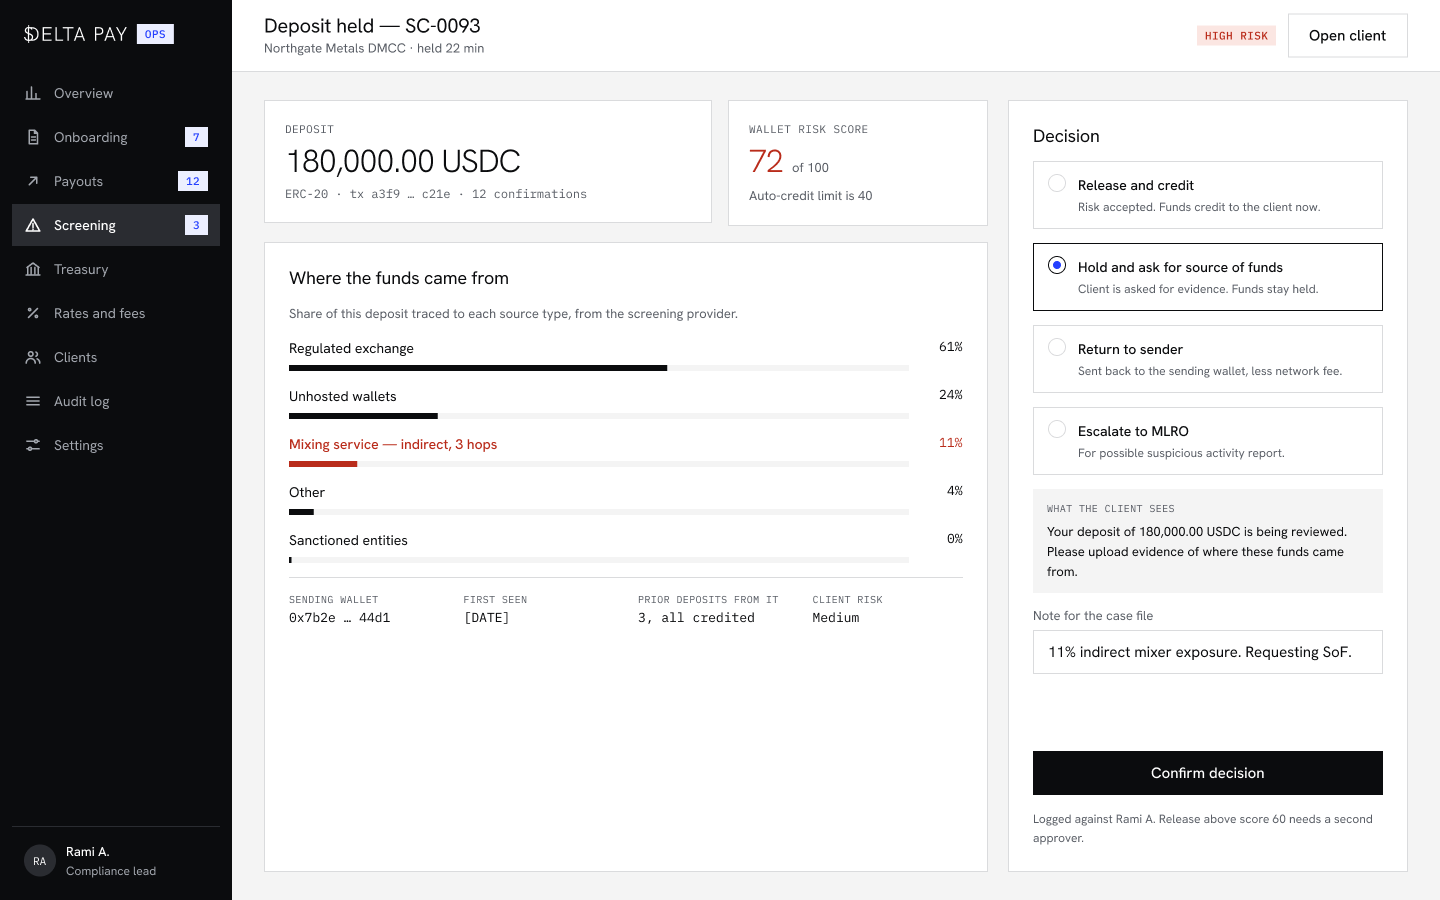 $ELTA PAY OPS
Overview
Onboarding 7
Payouts 12
Screening 3
Treasury
Rates and fees
Clients
Audit log
Settings
RA
Rami A.
Compliance lead
Deposit held — SC-0093
Northgate Metals DMCC · held 22 min
HIGH RISK
Open client
DEPOSIT
180,000.00 USDC
ERC-20 · tx a3f9 … c21e · 12 confirmations
WALLET RISK SCORE
72 of 100
Auto-credit limit is 40
Where the funds came from
Share of this deposit traced to each source type, from the screening provider.
Regulated exchange 61%
Unhosted wallets 24%
Mixing service — indirect, 3 hops 11%
Other 4%
Sanctioned entities 0%
SENDING WALLET
0x7b2e … 44d1
FIRST SEEN
[DATE]
PRIOR DEPOSITS FROM IT
3, all credited
CLIENT RISK
Medium
Decision
Release and credit
Risk accepted. Funds credit to the client now.
Hold and ask for source of funds
Client is asked for evidence. Funds stay held.
Return to sender
Sent back to the sending wallet, less network fee.
Escalate to MLRO
For possible suspicious activity report.
WHAT THE CLIENT SEES
Your deposit of 180,000.00 USDC is being reviewed.
Please upload evidence of where these funds came
from.
Note for the case file
11% indirect mixer exposure. Requesting SoF.
Confirm decision
Logged against Rami A. Release above score 60 needs a second
approver.